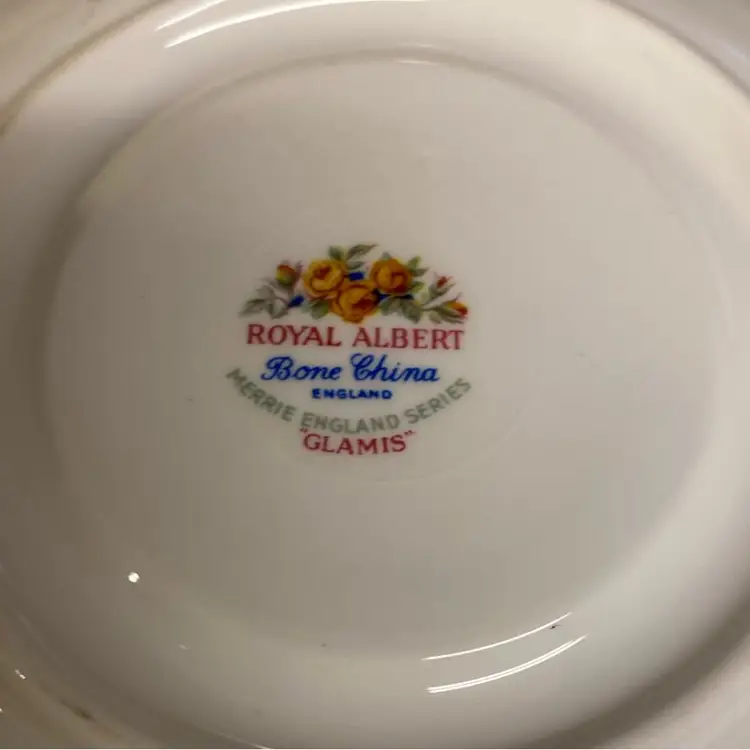 ROYAL ALBERT
Bone China
ENGLAND
MERRIE ENGLAND SERIES
"GLAMIS"